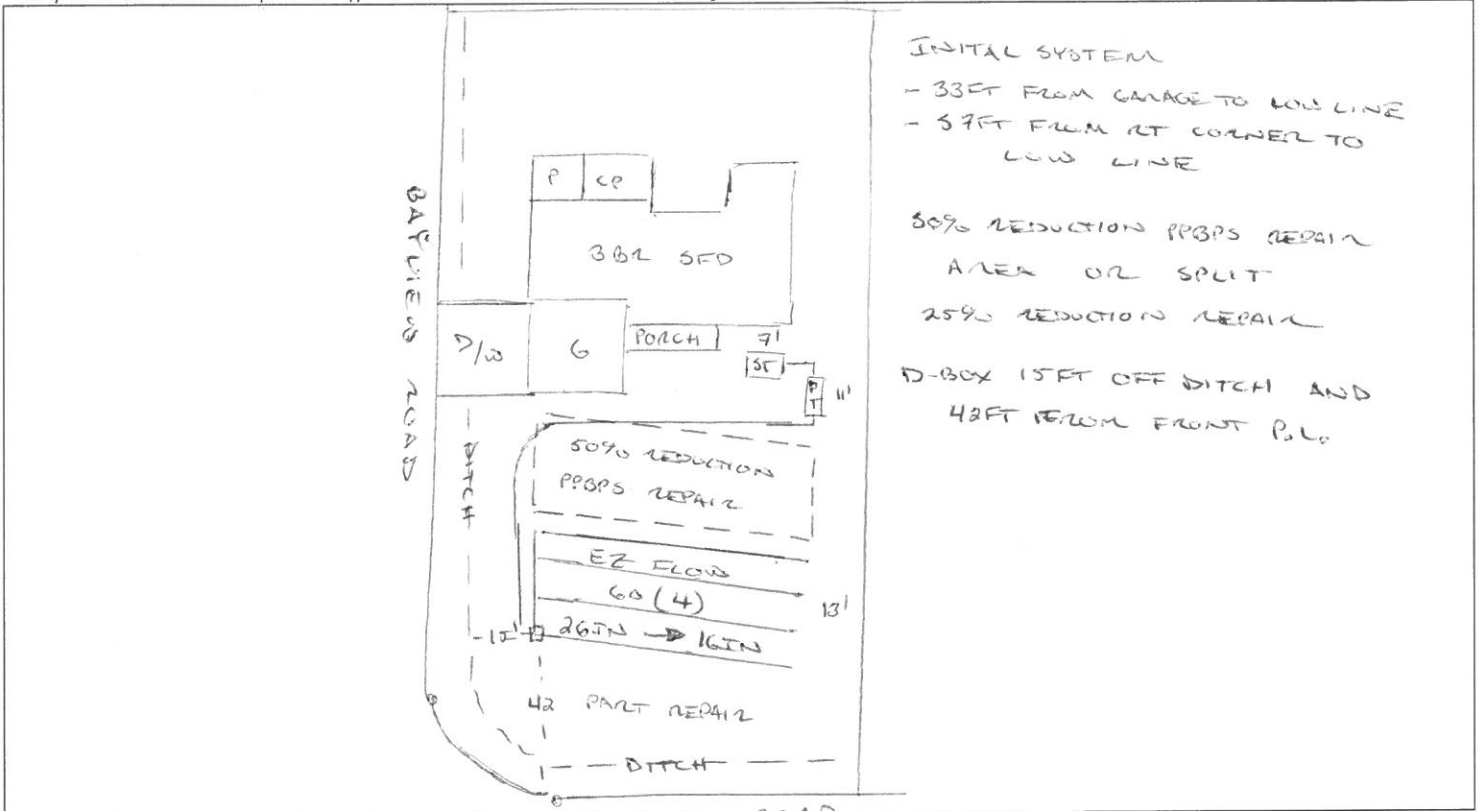 INITAL SYSTEM
- 33FT FROM GARAGE TO LOW LINE
- 57FT FROM RT CORNER TO
LOW LINE
50% REDUCTION PPBPS REPAIR
AREA OR SPLIT
25% REDUCTION REPAIR
D-BOX 15FT OFF DITCH AND
42FT FROM FRONT P.L.
BAYVIEW ROAD
P
CP
3BR SFD
D/W
G
PORCH
7'
ST
PT
11'
DITCH
50% REDUCTION
PPBPS REPAIR
EZ FLOW
60 (4)
13'
15'
26IN → 16IN
42
PART REPAIR
DITCH